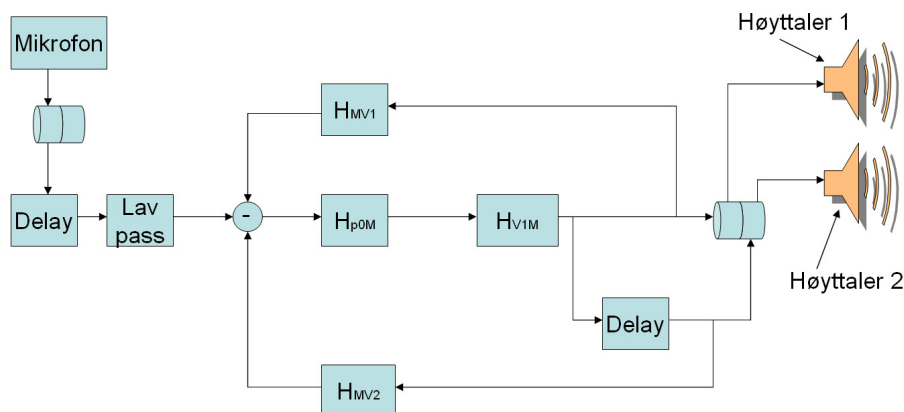 Mikrofon
Høyttaler 1
HMV1
Delay
Lav
pass
-
Hp0M
HV1M
Høyttaler 2
Delay
HMV2